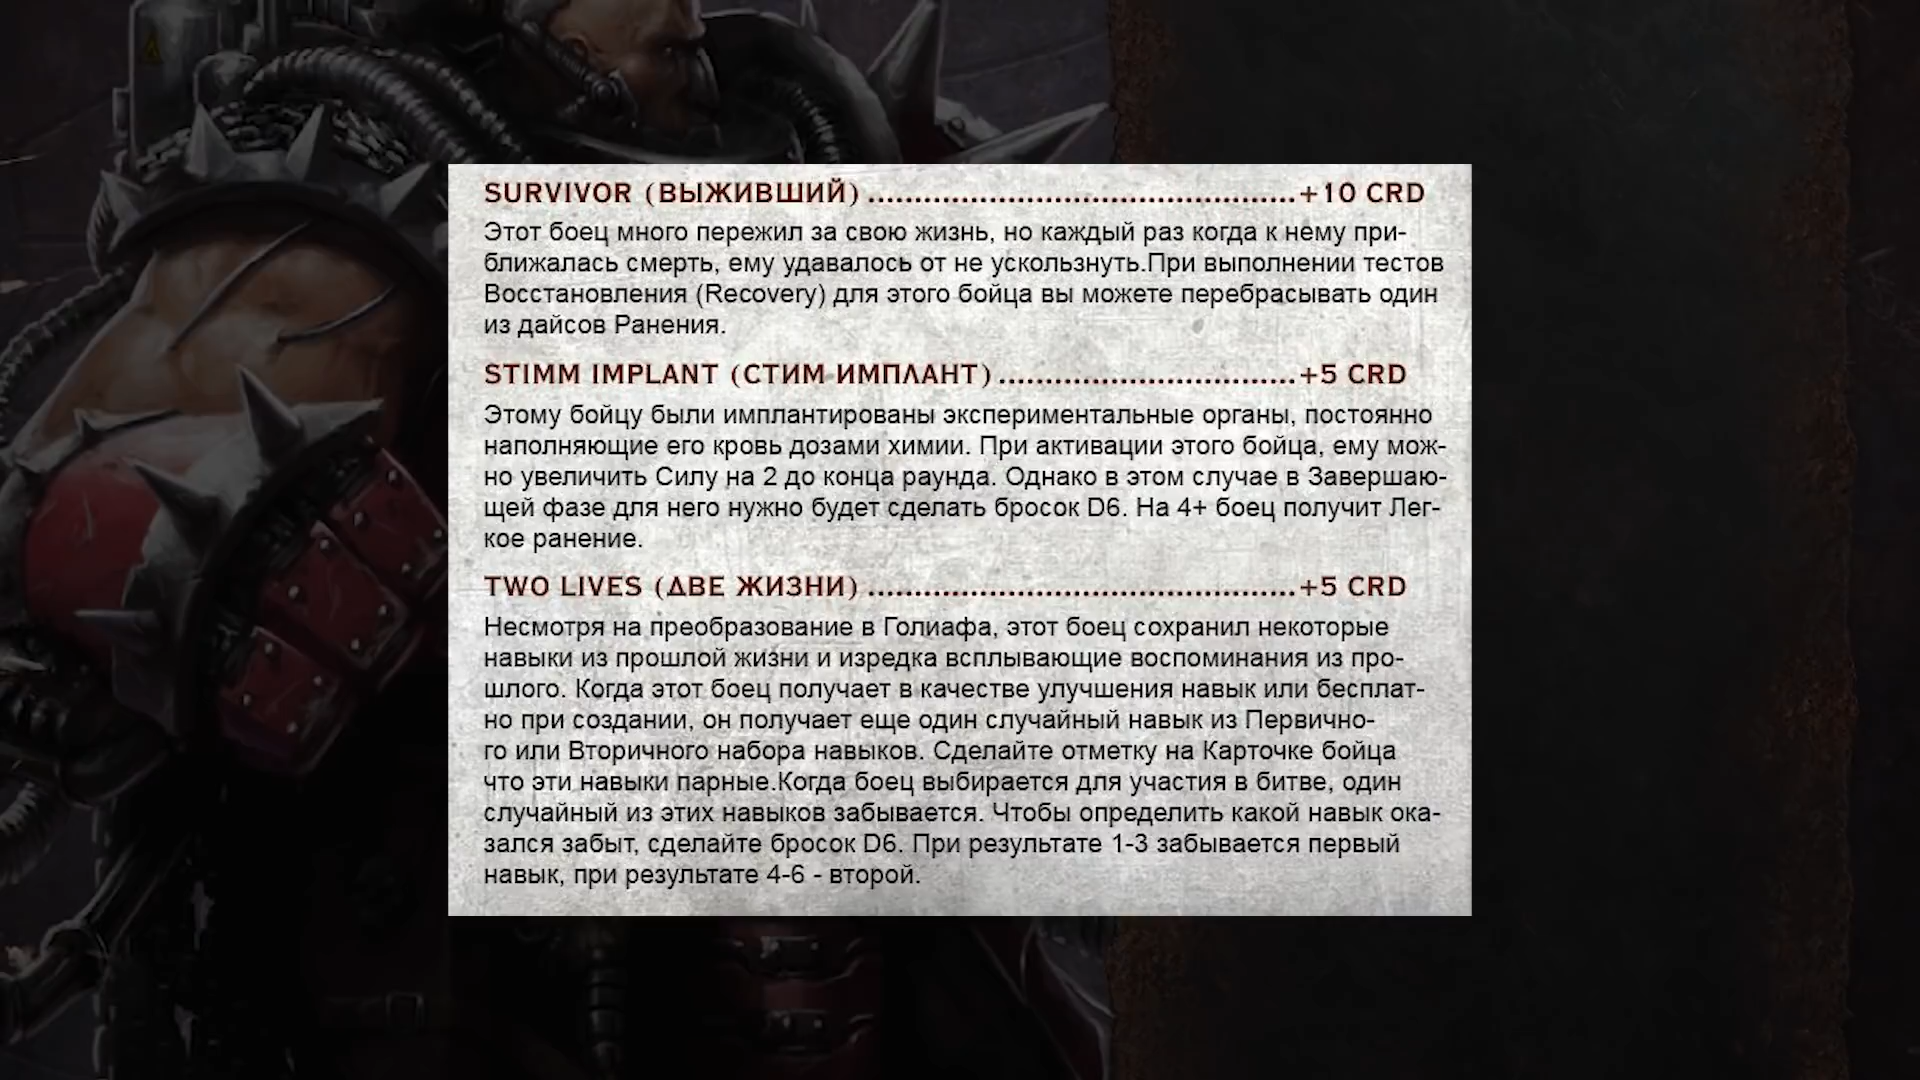 SURVIVOR (ВЫЖИВШИЙ) ..............................................+10 CRD
Этот боец много пережил за свою жизнь, но каждый раз когда к нему при-
ближалась смерть, ему удавалось от не ускользнуть.При выполнении тестов
Восстановления (Recovery) для этого бойца вы можете перебрасывать один
из дайсов Ранения.
STIMM IMPLANT (СТИМ ИМПЛАНТ)................................+5 CRD
Этому бойцу были имплантированы экспериментальные органы, постоянно
наполняющие его кровь дозами химии. При активации этого бойца, ему мож-
но увеличить Силу на 2 до конца раунда. Однако в этом случае в Завершаю-
щей фазе для него нужно будет сделать бросок D6. На 4+ боец получит Лег-
кое ранение.
TWO LIVES (ДВЕ ЖИЗНИ) ..............................................+5 CRD
Несмотря на преобразование в Голиафа, этот боец сохранил некоторые
навыки из прошлой жизни и изредка всплывающие воспоминания из про-
шлого. Когда этот боец получает в качестве улучшения навык или бесплат-
но при создании, он получает еще один случайный навык из Первично-
го или Вторичного набора навыков. Сделайте отметку на Карточке бойца
что эти навыки парные.Когда боец выбирается для участия в битве, один
случайный из этих навыков забывается. Чтобы определить какой навык ока-
зался забыт, сделайте бросок D6. При результате 1-3 забывается первый
навык, при результате 4-6 - второй.